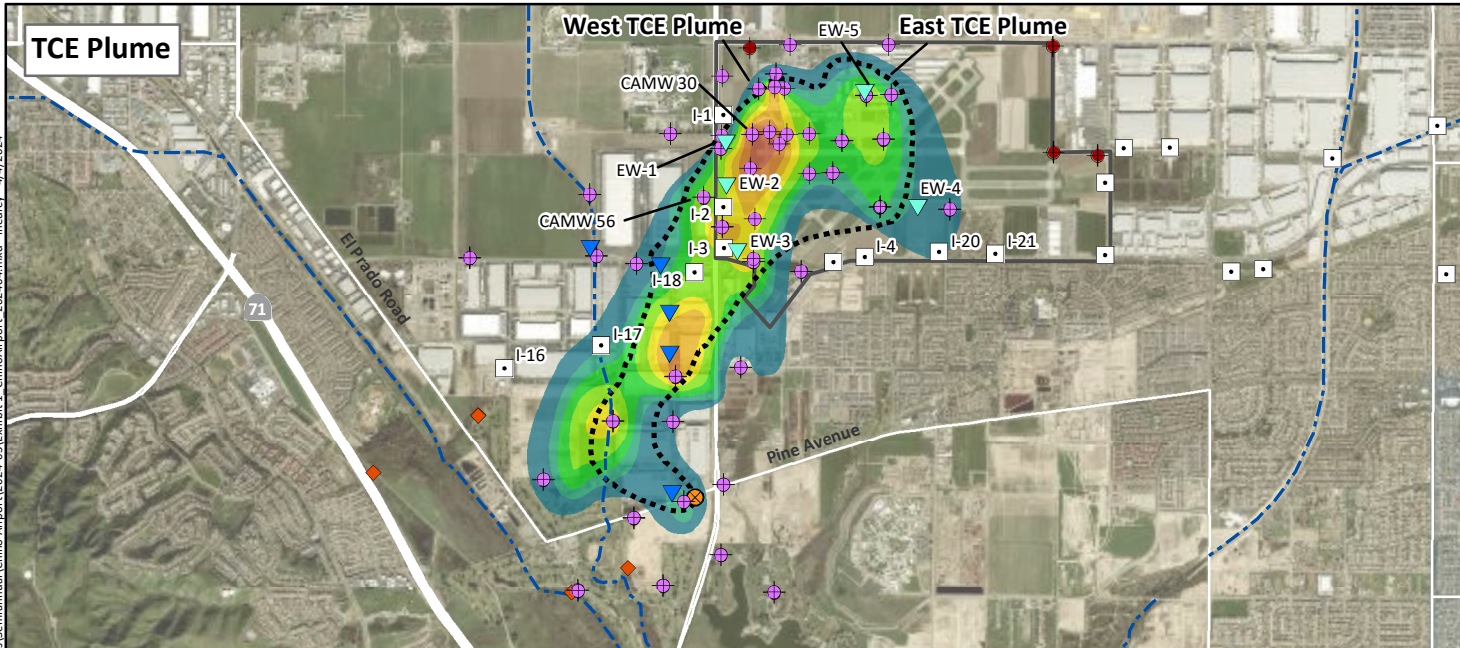 TCE Plume
West TCE Plume
East TCE Plume
EW-5
CAMW 30
I-1
EW-1
EW-2
CAMW 56
I-2
EW-4
I-3
EW-3
I-4
I-20
I-21
I-18
El Prado Road
71
I-17
I-16
Pine Avenue